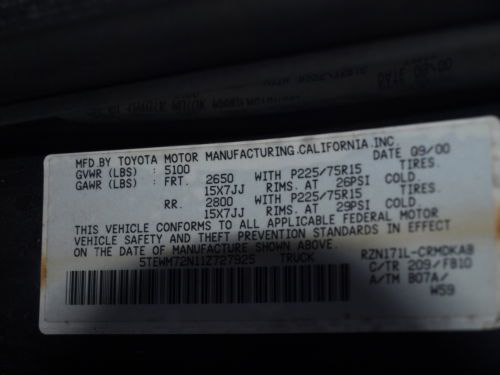 MFD BY TOYOTA MOTOR MANUFACTURING.CALIFORNIA.INC.
GVWR (LBS) : 5100 DATE 09/00
GAWR (LBS) : FRT. 2650 WITH P225/75R15 TIRES.
15X7JJ RIMS. AT 26PSI COLD.
RR. 2800 WITH P225/75R15 TIRES.
15X7JJ RIMS. AT 29PSI COLD.
THIS VEHICLE CONFORMS TO ALL APPLICABLE FEDERAL MOTOR
VEHICLE SAFETY AND THEFT PREVENTION STANDARDS IN EFFECT
ON THE DATE OF MANUFACTURE SHOWN ABOVE.
5TEWM72N11Z727925 TRUCK RZN171L-CRMDKAB
C/TR 209/FB10
A/TM B07A/
W59